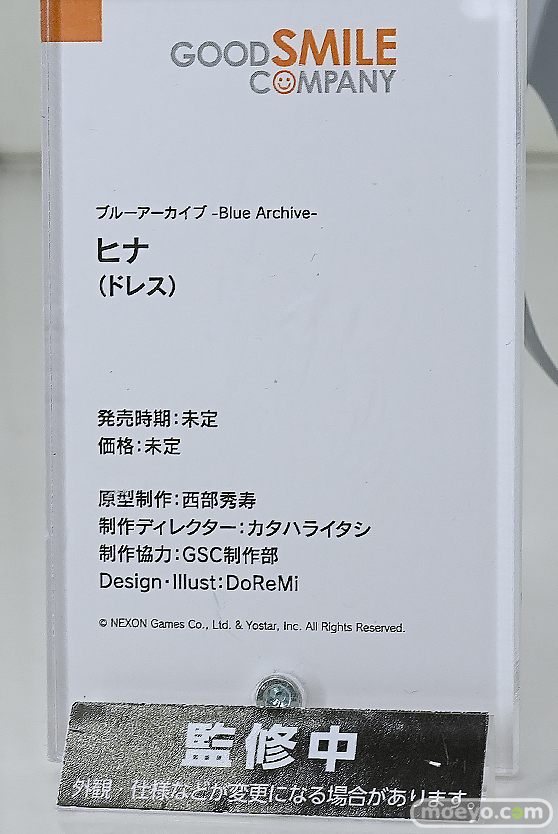 GOODSMILE
COMPANY
ブルーアーカイブ -Blue Archive-
ヒナ
(ドレス)
発売時期:未定
価格:未定
原型制作:西部秀寿
制作ディレクター:カタハライタシ
制作協力:GSC制作部
Design・Illust:DoReMi
© NEXON Games Co., Ltd. & Yostar, Inc. All Rights Reserved.
監修中
外観・仕様などが変更になる場合があります。
moeyo.com